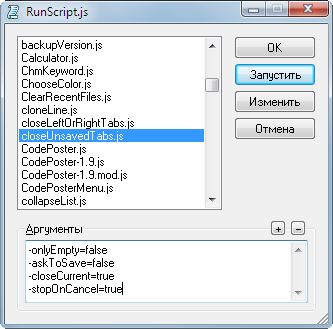 RunScript.js
backupVersion.js
Calculator.js
ChmKeyword.js
ChooseColor.js
ClearRecentFiles.js
cloneLine.js
closeLeftOrRightTabs.js
closeUnsavedTabs.js
CodePoster.js
CodePoster-1.9.js
CodePoster-1.9.mod.js
CodePosterMenu.js
collapseList.js
OK
Запустить
Изменить
Отмена
Аргументы
+ -
-onlyEmpty=false
-askToSave=false
-closeCurrent=true
-stopOnCancel=true